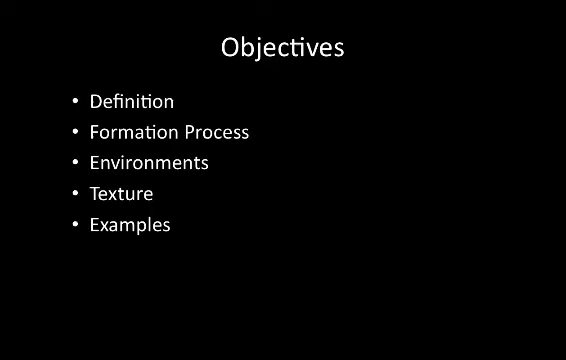 Objectives
• Definition
• Formation Process
• Environments
• Texture
• Examples